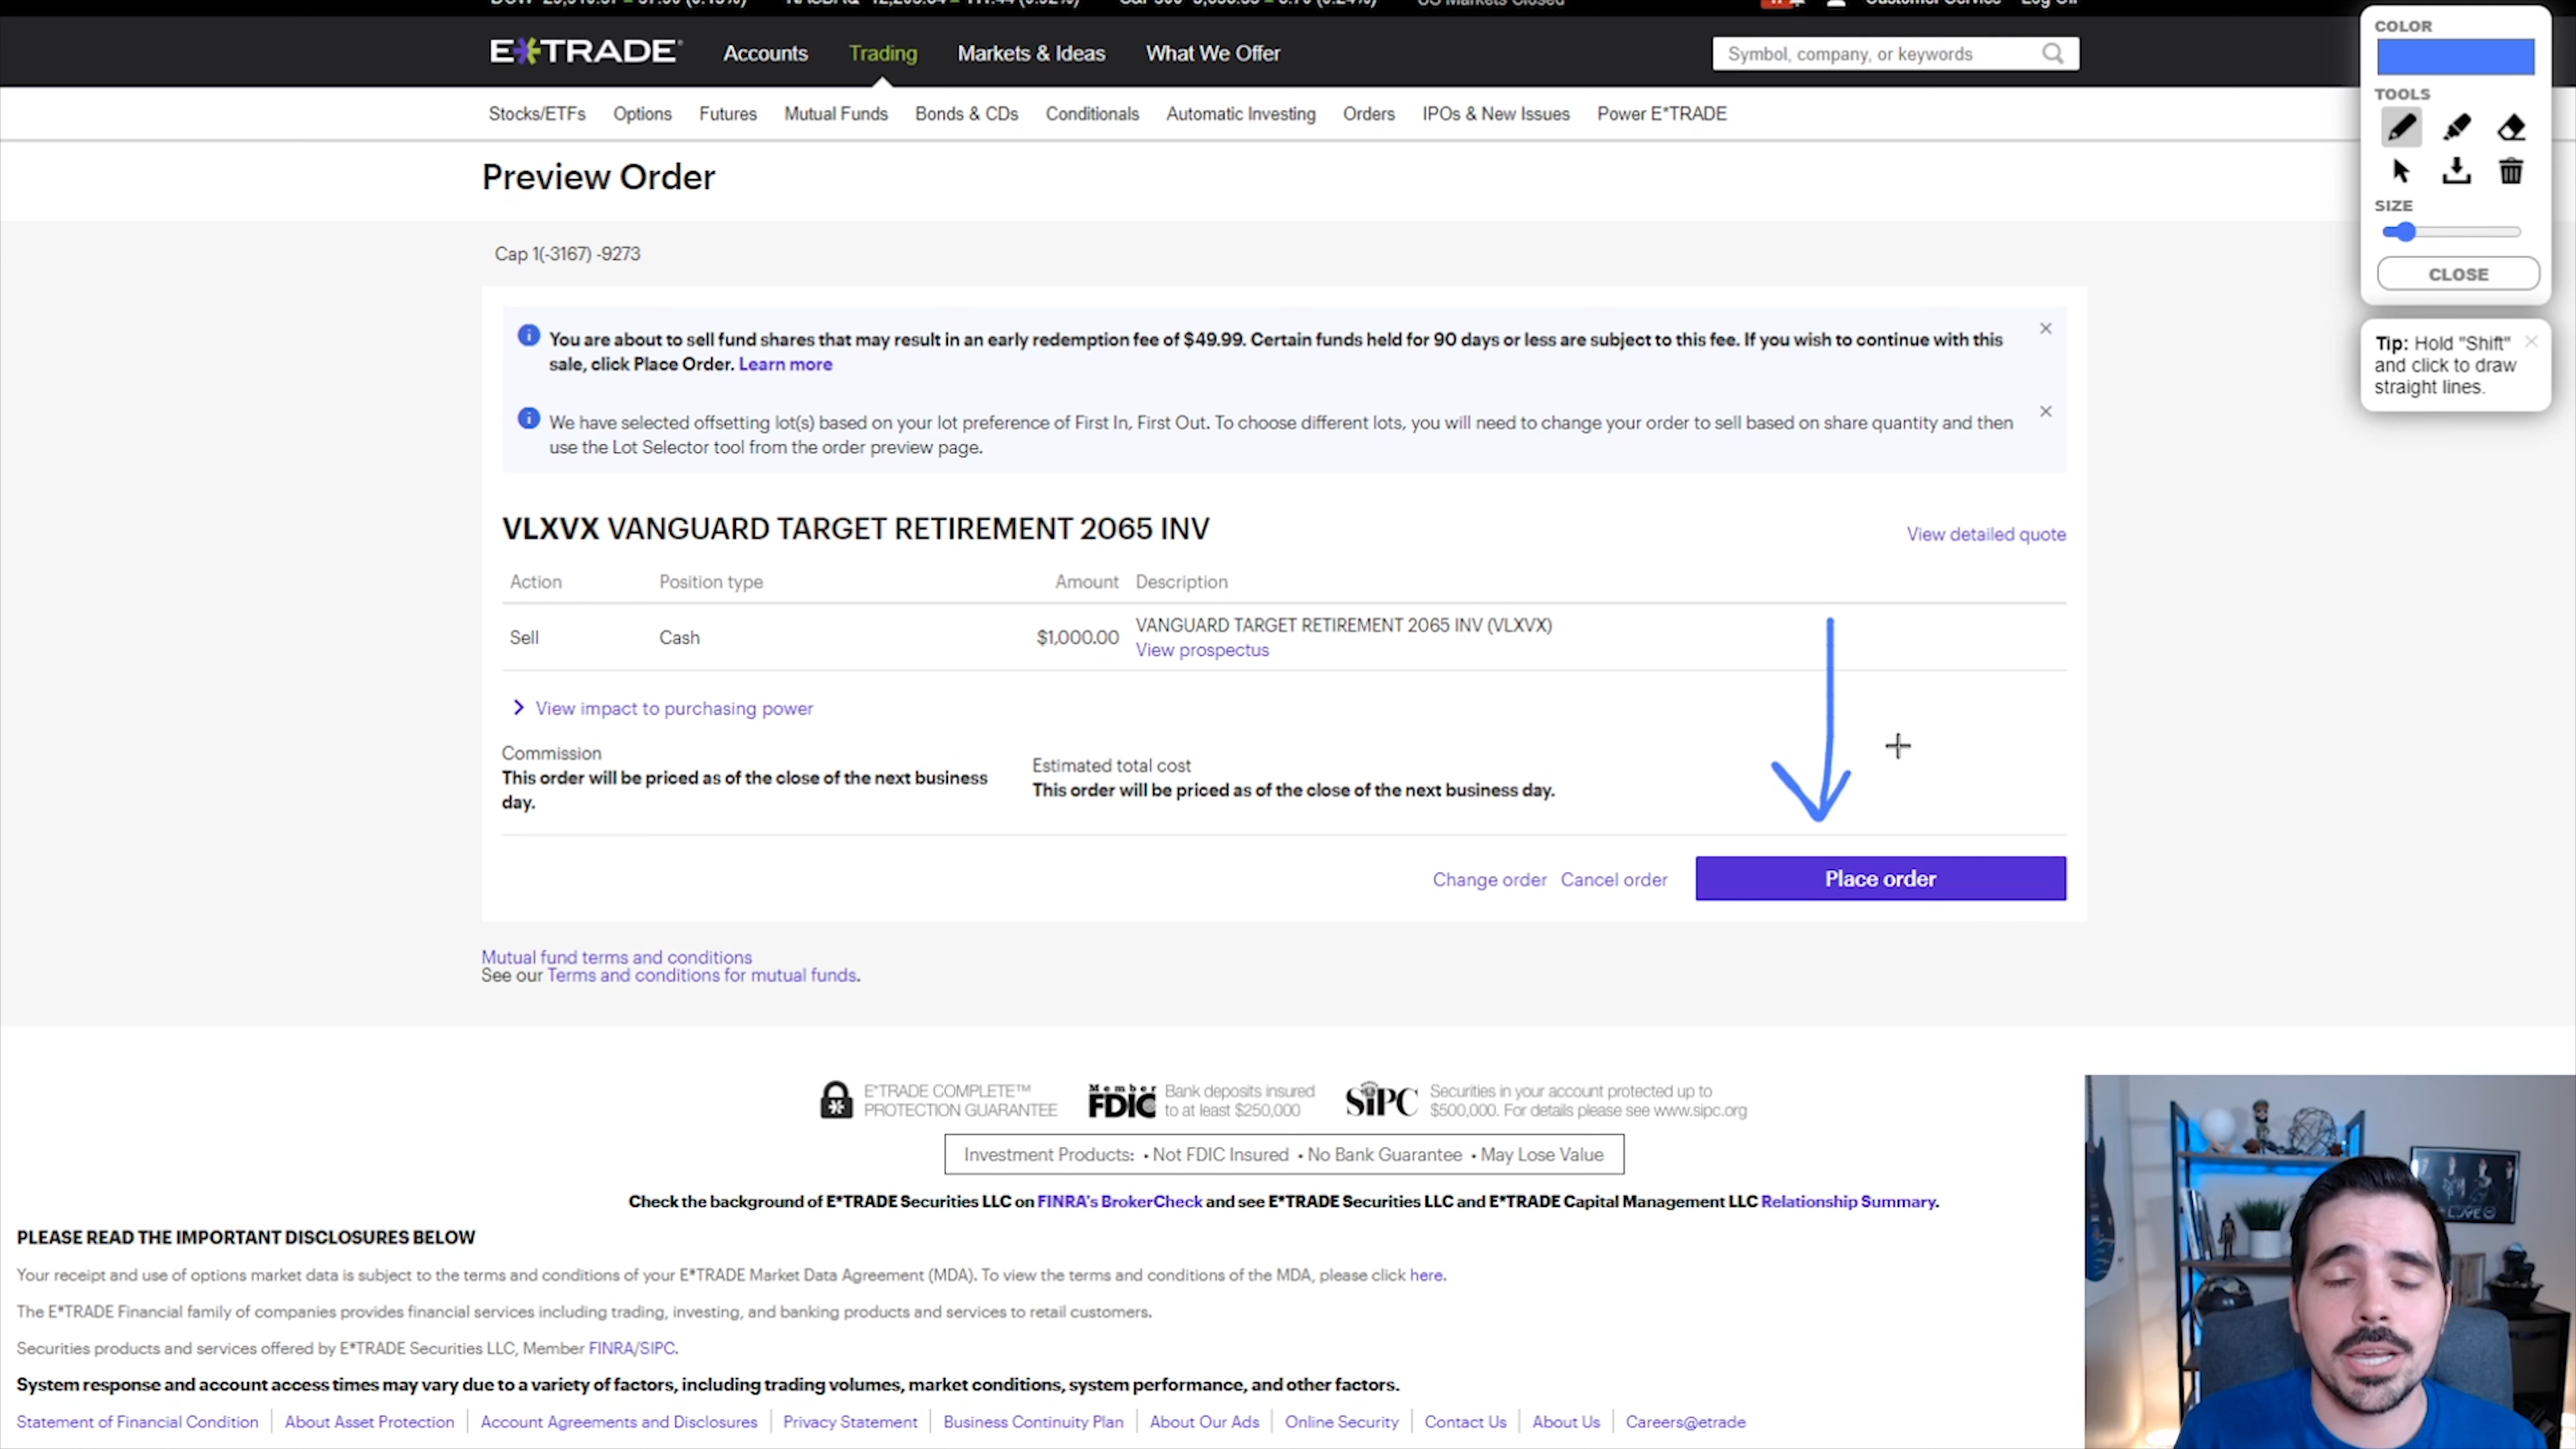 E*TRADE Accounts Trading Markets & Ideas What We Offer Symbol, company, or keywords
Stocks/ETFs Options Futures Mutual Funds Bonds & CDs Conditionals Automatic Investing Orders IPOs & New Issues Power E*TRADE
Preview Order
Cap 1(-3167) -9273
You are about to sell fund shares that may result in an early redemption fee of $49.99. Certain funds held for 90 days or less are subject to this fee. If you wish to continue with this
sale, click Place Order. Learn more
We have selected offsetting lot(s) based on your lot preference of First In, First Out. To choose different lots, you will need to change your order to sell based on share quantity and then
use the Lot Selector tool from the order preview page.
VLXVX VANGUARD TARGET RETIREMENT 2065 INV
View detailed quote
Action Position type Amount Description
Sell Cash $1,000.00 VANGUARD TARGET RETIREMENT 2065 INV (VLXVX)
View prospectus
View impact to purchasing power
Commission
This order will be priced as of the close of the next business
day.
Estimated total cost
This order will be priced as of the close of the next business day.
Change order Cancel order Place order
Mutual fund terms and conditions
See our Terms and conditions for mutual funds.
E*TRADE COMPLETE™
PROTECTION GUARANTEE
Member
FDIC
Bank deposits insured
to at least $250,000
SIPC
Securities in your account protected up to
$500,000. For details please see www.sipc.org
Investment Products: • Not FDIC Insured • No Bank Guarantee • May Lose Value
Check the background of E*TRADE Securities LLC on FINRA's BrokerCheck and see E*TRADE Securities LLC and E*TRADE Capital Management LLC Relationship Summary.
PLEASE READ THE IMPORTANT DISCLOSURES BELOW
Your receipt and use of options market data is subject to the terms and conditions of your E*TRADE Market Data Agreement (MDA). To view the terms and conditions of the MDA, please click here.
The E*TRADE Financial family of companies provides financial services including trading, investing, and banking products and services to retail customers.
Securities products and services offered by E*TRADE Securities LLC, Member FINRA/SIPC.
System response and account access times may vary due to a variety of factors, including trading volumes, market conditions, system performance, and other factors.
Statement of Financial Condition About Asset Protection Account Agreements and Disclosures Privacy Statement Business Continuity Plan About Our Ads Online Security Contact Us About Us Careers@etrade
COLOR
TOOLS
SIZE
CLOSE
Tip: Hold "Shift"
and click to draw
straight lines.